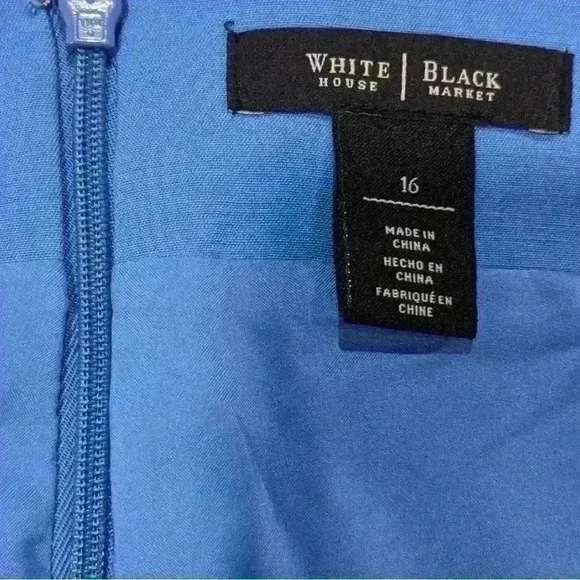 WHITE | BLACK
HOUSE | MARKET
16
MADE IN
CHINA
HECHO EN
CHINA
FABRIQUÉ EN
CHINE